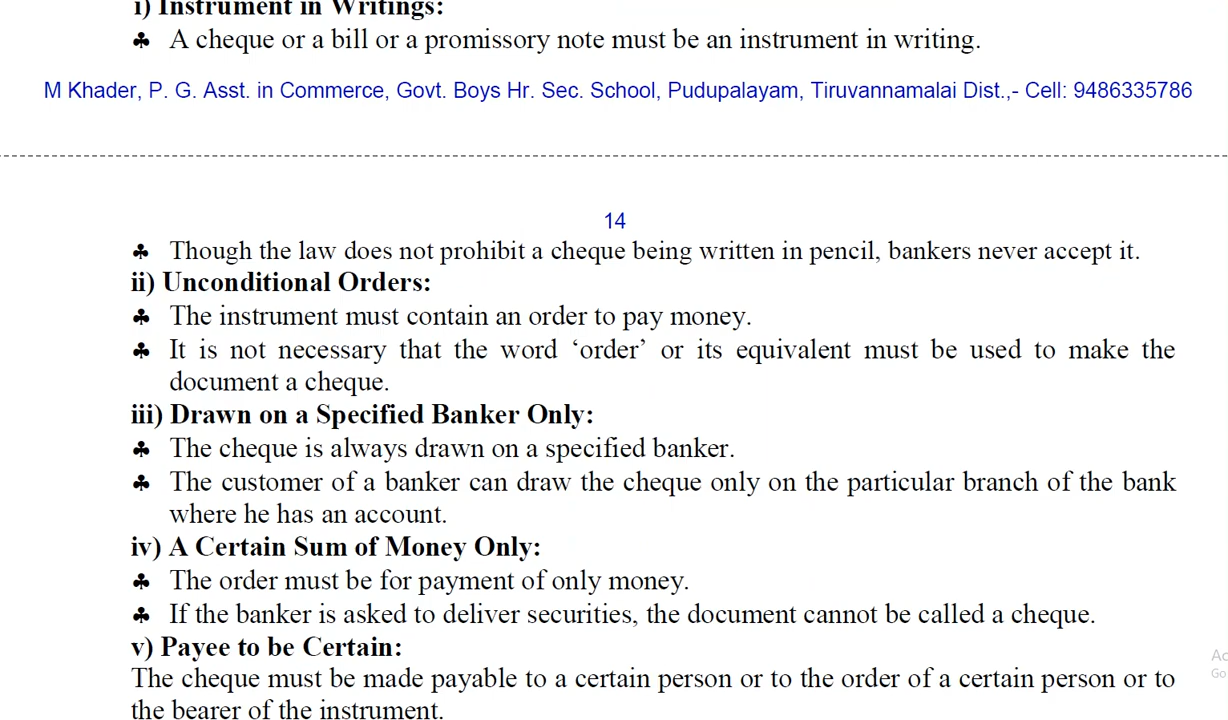 i) Instrument in Writings:
♣ A cheque or a bill or a promissory note must be an instrument in writing.
M Khader, P. G. Asst. in Commerce, Govt. Boys Hr. Sec. School, Pudupalayam, Tiruvannamalai Dist.,- Cell: 9486335786
14
♣ Though the law does not prohibit a cheque being written in pencil, bankers never accept it.
ii) Unconditional Orders:
♣ The instrument must contain an order to pay money.
♣ It is not necessary that the word ‘order’ or its equivalent must be used to make the
document a cheque.
iii) Drawn on a Specified Banker Only:
♣ The cheque is always drawn on a specified banker.
♣ The customer of a banker can draw the cheque only on the particular branch of the bank
where he has an account.
iv) A Certain Sum of Money Only:
♣ The order must be for payment of only money.
♣ If the banker is asked to deliver securities, the document cannot be called a cheque.
v) Payee to be Certain:
The cheque must be made payable to a certain person or to the order of a certain person or to
the bearer of the instrument.
Ac
Go